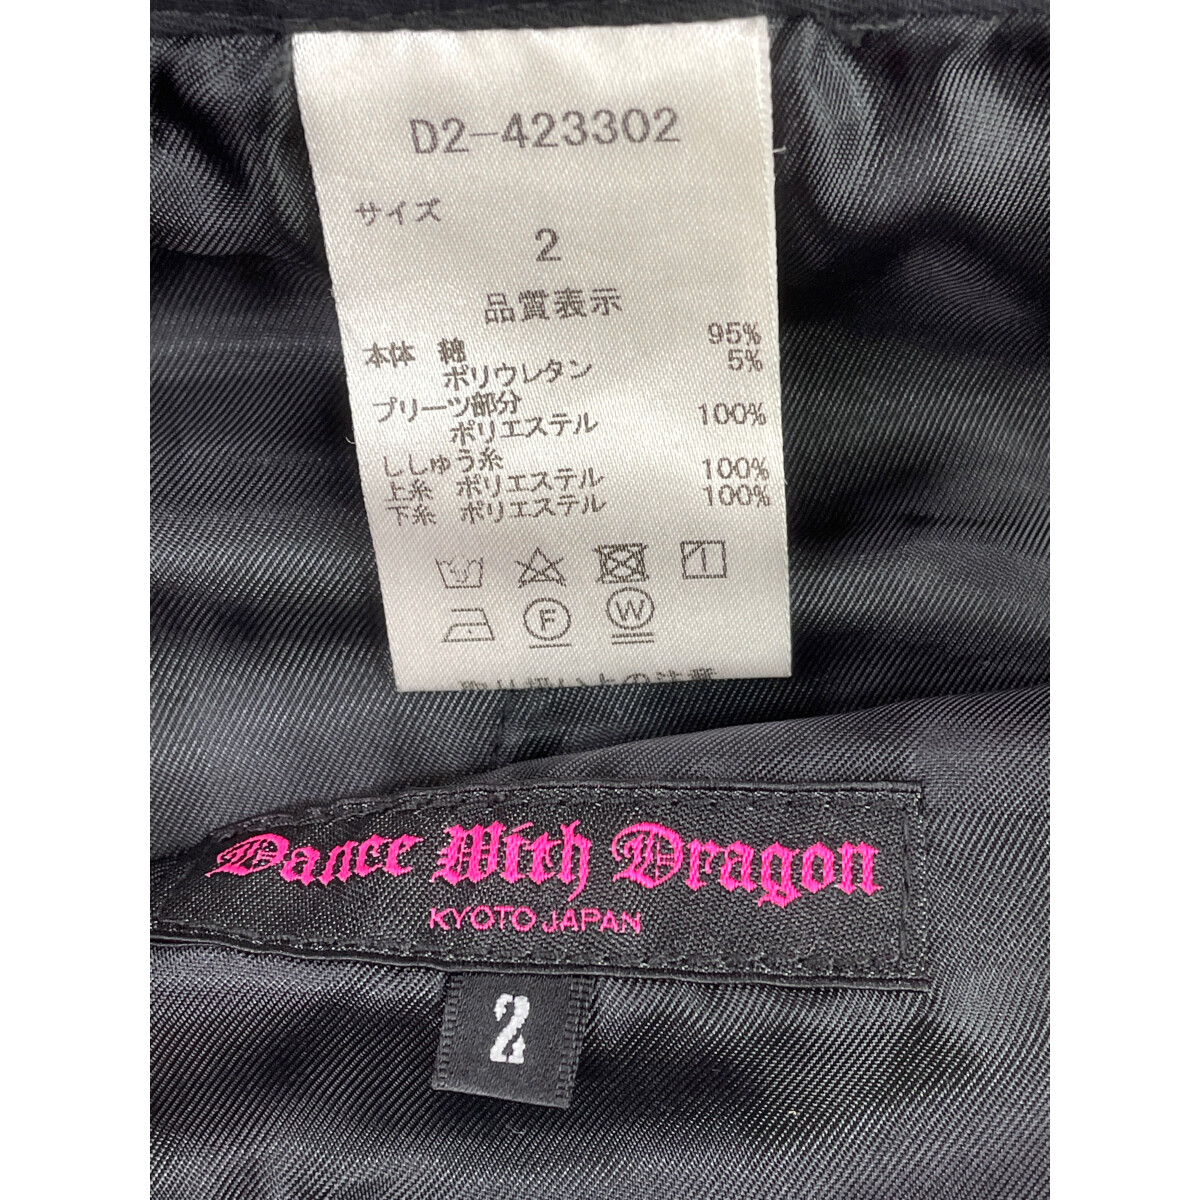 D2-423302
サイズ
2
品質表示
本体 綿 95%
ポリウレタン 5%
プリーツ部分
ポリエステル 100%
ししゅう糸
上糸 ポリエステル 100%
下糸 ポリエステル 100%
F W
Dance With Dragon
KYOTO JAPAN
2